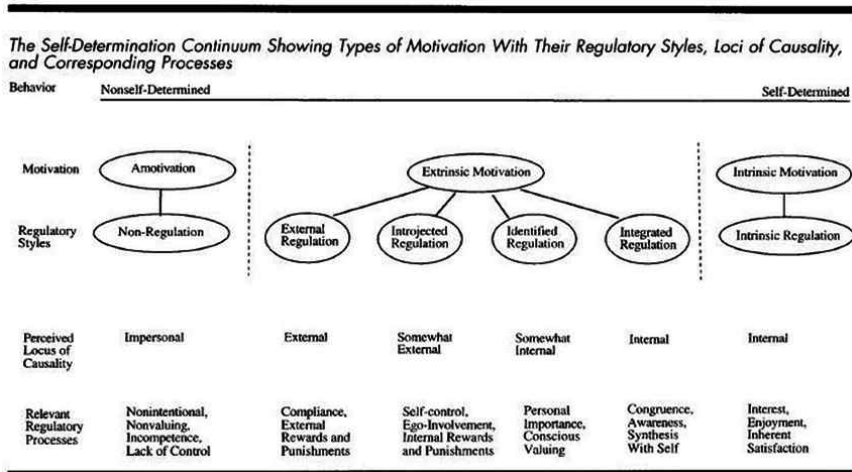 The Self-Determination Continuum Showing Types of Motivation With Their Regulatory Styles, Loci of Causality,
and Corresponding Processes
Behavior Nonself-Determined Self-Determined
Motivation Amotivation Extrinsic Motivation Intrinsic Motivation
Regulatory
Styles
Non-Regulation
External
Regulation
Introjected
Regulation
Identified
Regulation
Integrated
Regulation
Intrinsic Regulation
Perceived
Locus of
Causality
Impersonal
External
Somewhat
External
Somewhat
Internal
Internal
Internal
Relevant
Regulatory
Processes
Nonintentional,
Nonvaluing,
Incompetence,
Lack of Control
Compliance,
External
Rewards and
Punishments
Self-control,
Ego-Involvement,
Internal Rewards
and Punishments
Personal
Importance,
Conscious
Valuing
Congruence,
Awareness,
Synthesis
With Self
Interest,
Enjoyment,
Inherent
Satisfaction